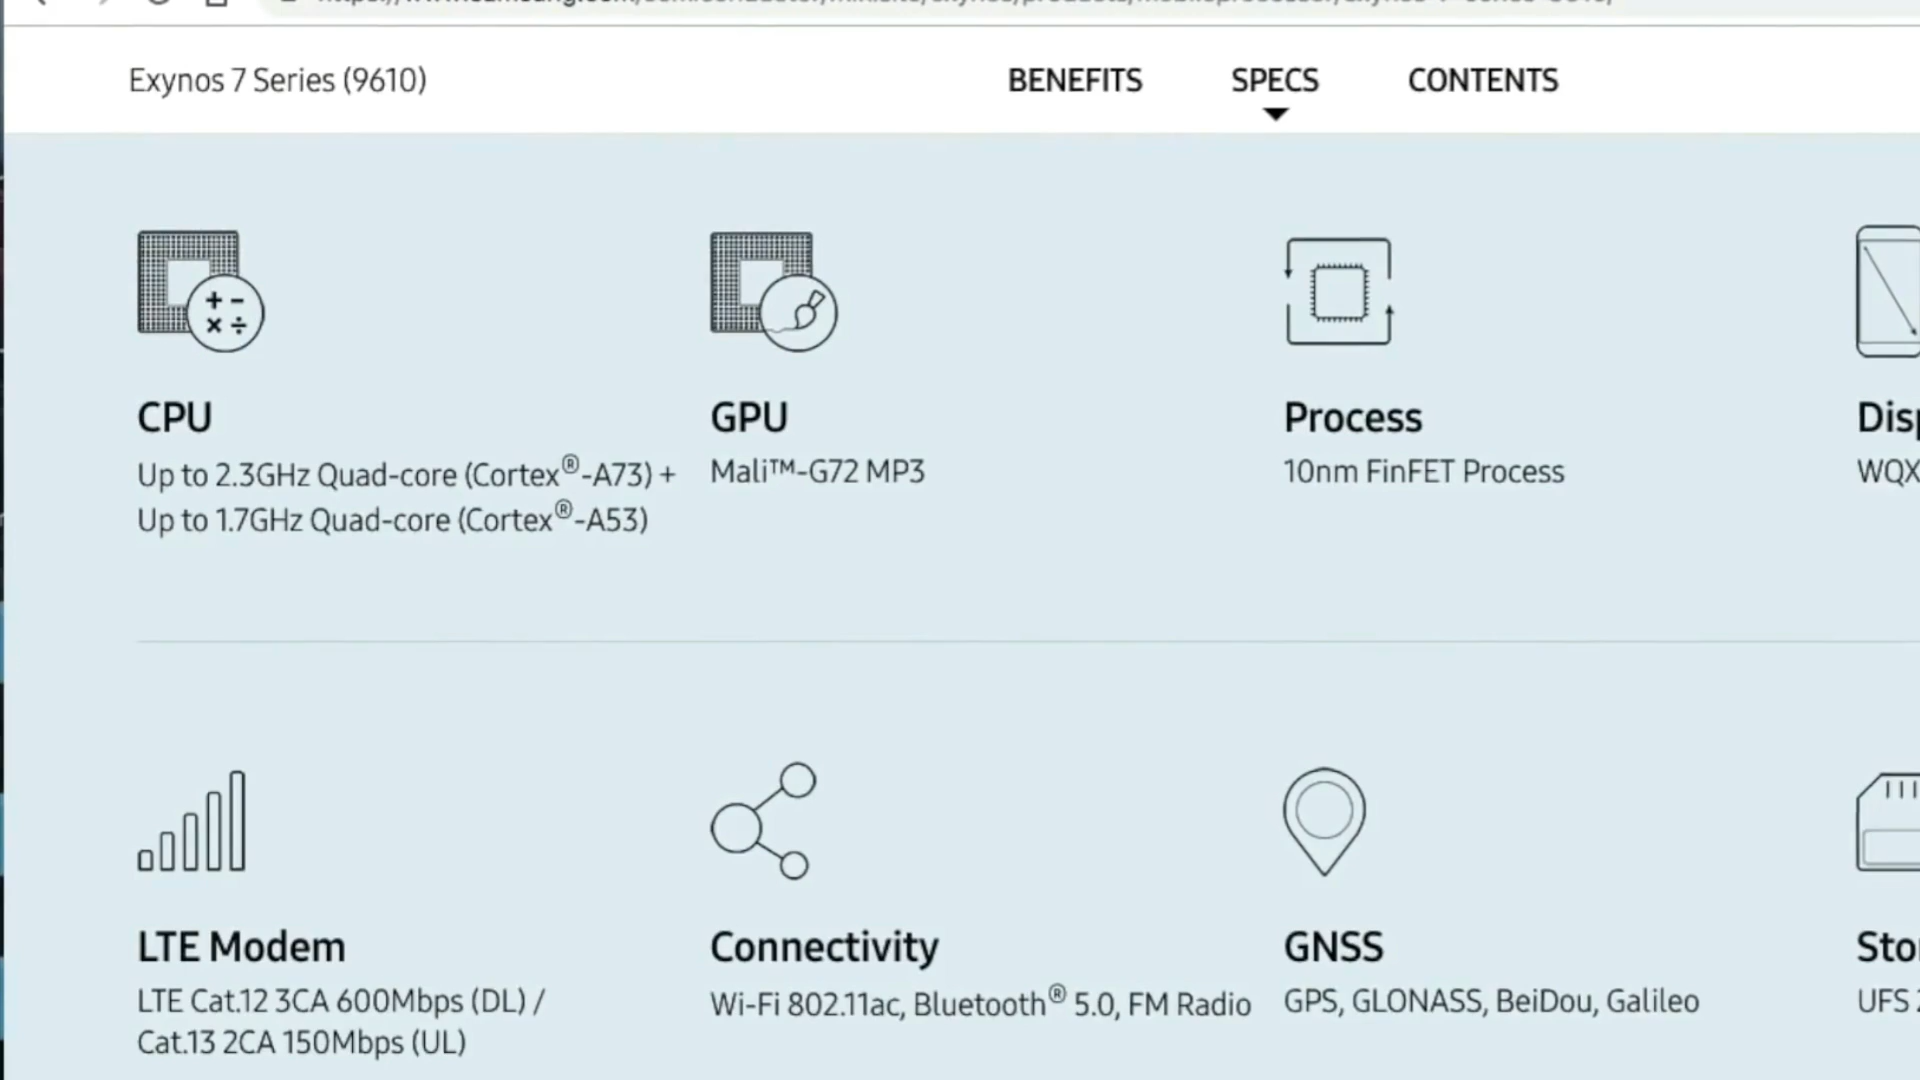 Exynos 7 Series (9610)
BENEFITS
SPECS
CONTENTS
CPU
Up to 2.3GHz Quad-core (Cortex®-A73) +
Up to 1.7GHz Quad-core (Cortex®-A53)
GPU
Mali™-G72 MP3
Process
10nm FinFET Process
LTE Modem
LTE Cat.12 3CA 600Mbps (DL) /
Cat.13 2CA 150Mbps (UL)
Connectivity
Wi-Fi 802.11ac, Bluetooth® 5.0, FM Radio
GNSS
GPS, GLONASS, BeiDou, Galileo
UFS